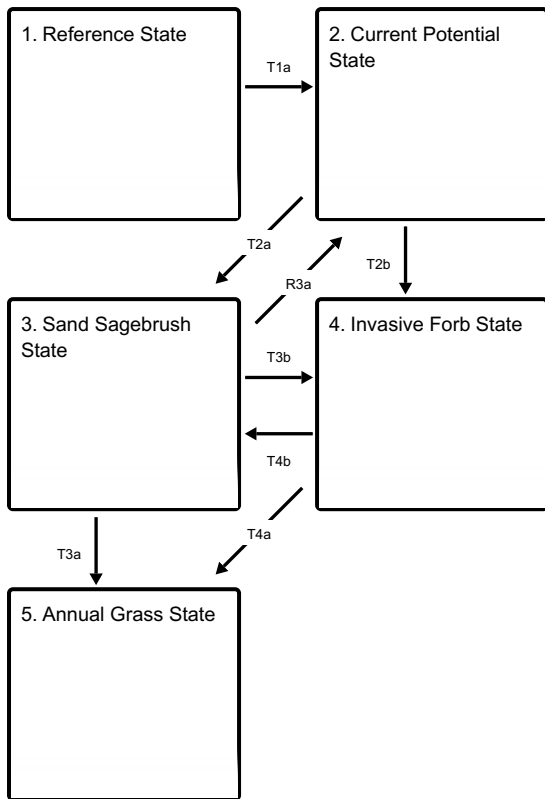 1. Reference State
2. Current Potential
State
T1a
T2a
R3a
T2b
3. Sand Sagebrush
State
4. Invasive Forb State
T3b
T4b
T3a
T4a
5. Annual Grass State